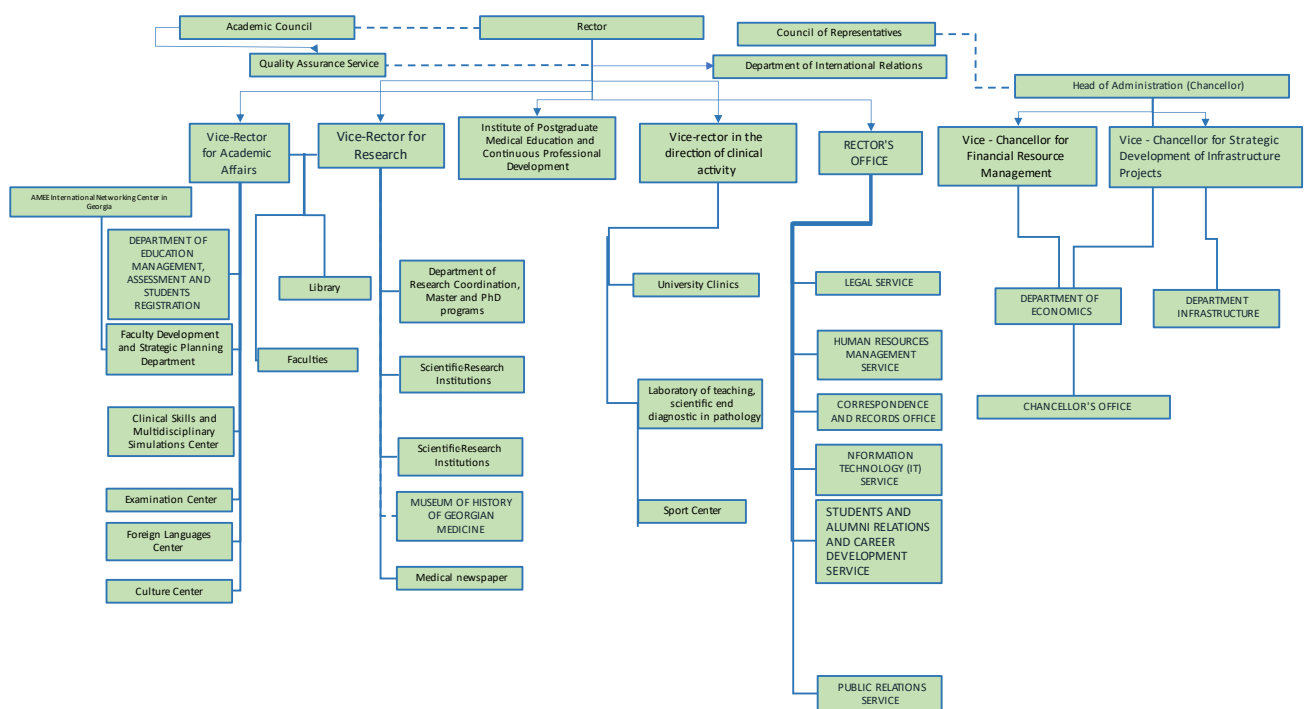 Academic Council
Rector
Council of Representatives
Quality Assurance Service
Department of International Relations
Head of Administration (Chancellor)
Vice-Rector
for Academic
Affairs
Vice-Rector for
Research
Institute of Postgraduate
Medical Education and
Continuous Professional
Development
Vice-rector in the
direction of clinical
activity
RECTOR'S
OFFICE
Vice - Chancellor for
Financial Resource
Management
Vice - Chancellor for Strategic
Development of Infrastructure
Projects
AMEE International Networking Center in
Georgia
DEPARTMENT OF
EDUCATION
MANAGEMENT,
ASSESSMENT AND
STUDENTS
REGISTRATION
Library
Department of
Research Coordination,
Master and PhD
programs
University Clinics
LEGAL SERVICE
DEPARTMENT OF
ECONOMICS
DEPARTMENT
INFRASTRUCTURE
Faculty Development
and Strategic Planning
Department
Faculties
Scientific-Research
Institutions
HUMAN RESOURCES
MANAGEMENT
SERVICE
Clinical Skills and
Multidisciplinary
Simulations Center
Laboratory of teaching,
scientific end
diagnostic in pathology
CORRESPONDENCE
AND RECORDS OFFICE
CHANCELLOR'S OFFICE
Scientific-Research
Institutions
NFORMATION
TECHNOLOGY (IT)
SERVICE
Examination Center
MUSEUM OF HISTORY
OF GEORGIAN
MEDICINE
Sport Center
STUDENTS AND
ALUMNI RELATIONS
AND CAREER
DEVELOPMENT
SERVICE
Foreign Languages
Center
Culture Center
Medical newspaper
PUBLIC RELATIONS
SERVICE